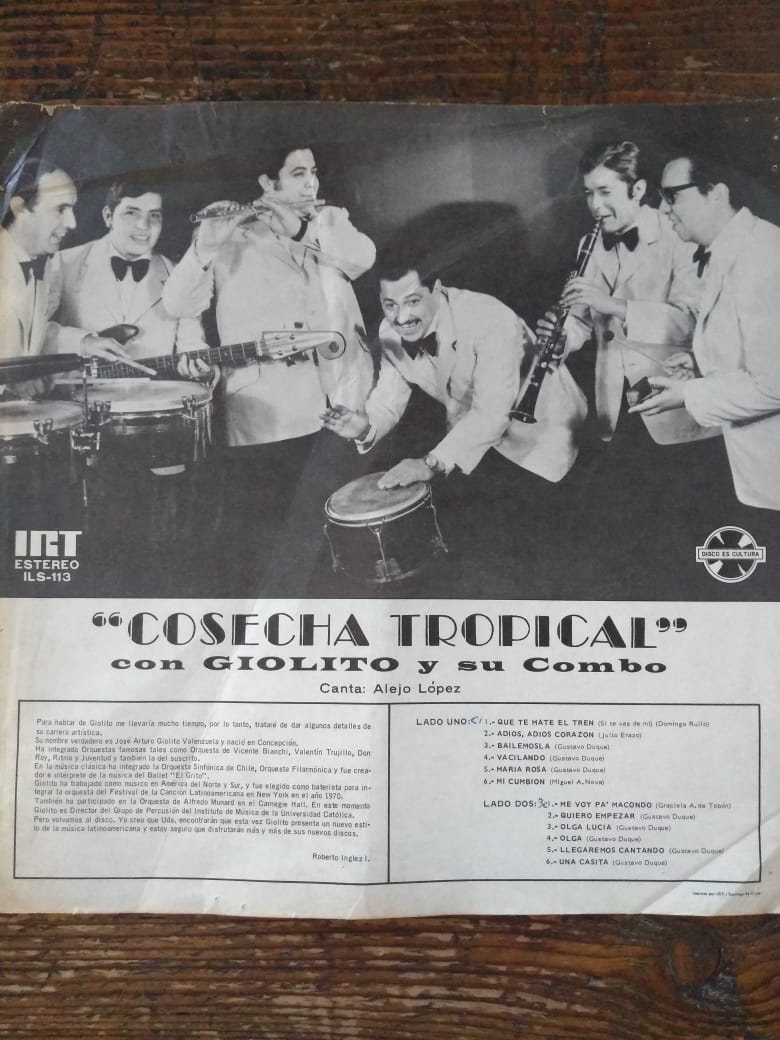 IRT
ESTEREO
ILS-113
DISCO ES CULTURA
"COSECHA TROPICAL"
con GIOLITO y su Combo
Canta: Alejo López
Para hablar de Giolito me llevaría mucho tiempo, por lo tanto, trataré de dar algunos detalles de
su carrera artística.
Su nombre verdadero es José Arturo Giolito Valenzuela y nació en Concepción.
Ha integrado Orquestas famosas tales como Orquesta de Vicente Bianchi, Valentín Trujillo, Don
Roy, Ritmo y Juventud y también la del suscrito.
En la música clásica ha integrado la Orquesta Sinfónica de Chile, Orquesta Filarmónica y fue crea-
dor e intérprete de la música del Ballet "El Grito".
Giolito ha trabajado como músico en América del Norte y Sur, y fue elegido como baterista para in-
tegrar la orquesta del Festival de la Canción Latinoamericana en New York en el año 1970.
También ha participado en la Orquesta de Alfredo Munard en el Carnegie Hall. En este momento
Giolito es Director del Grupo de Percusión del Instituto de Música de la Universidad Católica.
Pero volvamos al disco. Yo creo que Uds. encontrarán que esta vez Giolito presenta un nuevo esti-
lo de la música latinoamericana y estoy seguro que disfrutarán más y más de sus nuevos discos.
Roberto Inglez I.
LADO UNO: 1.- QUE TE MATE EL TREN (Si te vas de mí) (Domingo Rullo)
2.- ADIOS, ADIOS CORAZON (Julio Erazo)
3.- BAILEMOSLA (Gustavo Duque)
4.- VACILANDO (Gustavo Duque)
5.- MARIA ROSA (Gustavo Duque)
6.- MI CUMBION (Miguel A. Nova)
LADO DOS: 1.- ME VOY PA' MACONDO (Graciela A. de Tobón)
2.- QUIERO EMPEZAR (Gustavo Duque)
3.- OLGA LUCIA (Gustavo Duque)
4.- OLGA (Gustavo Duque)
5.- LLEGAREMOS CANTANDO (Gustavo Duque)
6.- UNA CASITA (Gustavo Duque)